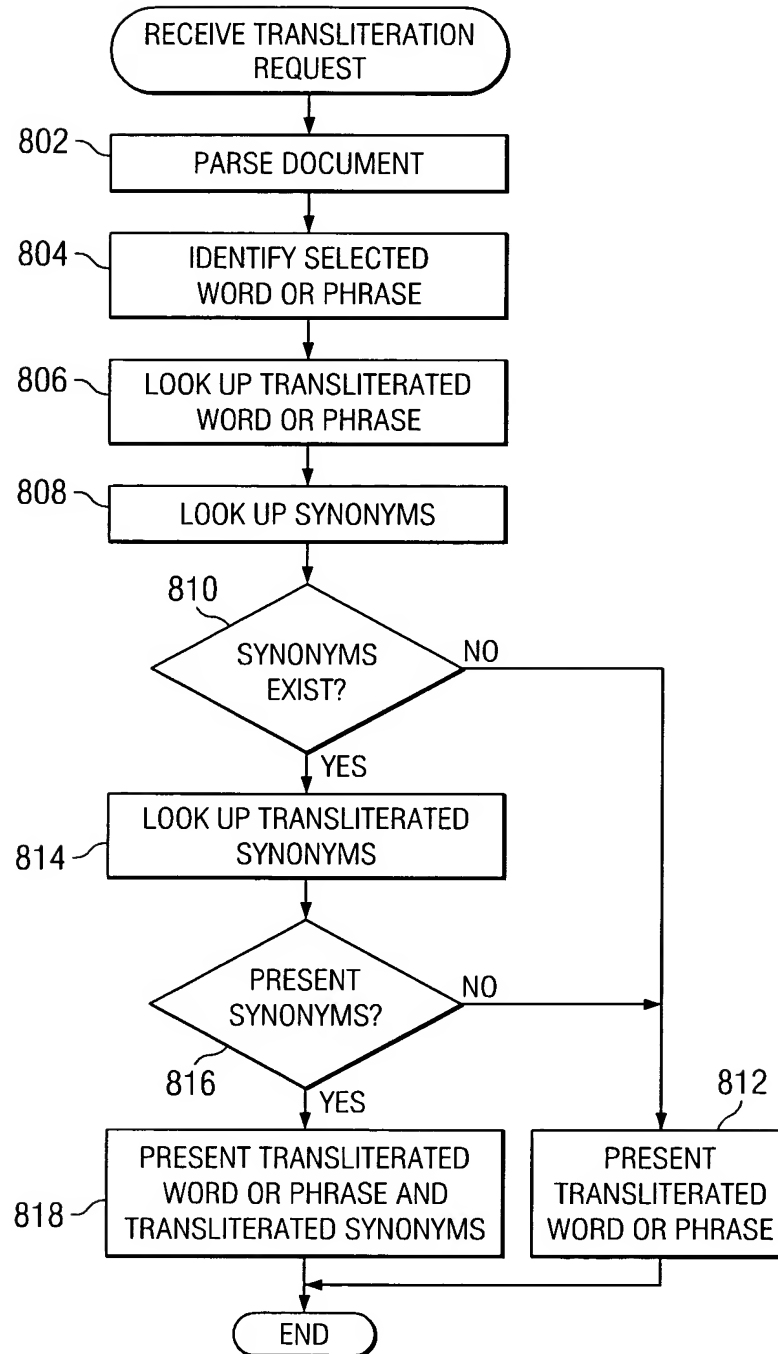 RECEIVE TRANSLITERATION
REQUEST
802
PARSE DOCUMENT
804
IDENTIFY SELECTED
WORD OR PHRASE
806
LOOK UP TRANSLITERATED
WORD OR PHRASE
808
LOOK UP SYNONYMS
810
SYNONYMS
EXIST?
NO
YES
814
LOOK UP TRANSLITERATED
SYNONYMS
PRESENT
SYNONYMS?
NO
816
YES
818
PRESENT TRANSLITERATED
WORD OR PHRASE AND
TRANSLITERATED SYNONYMS
812
PRESENT
TRANSLITERATED
WORD OR PHRASE
END